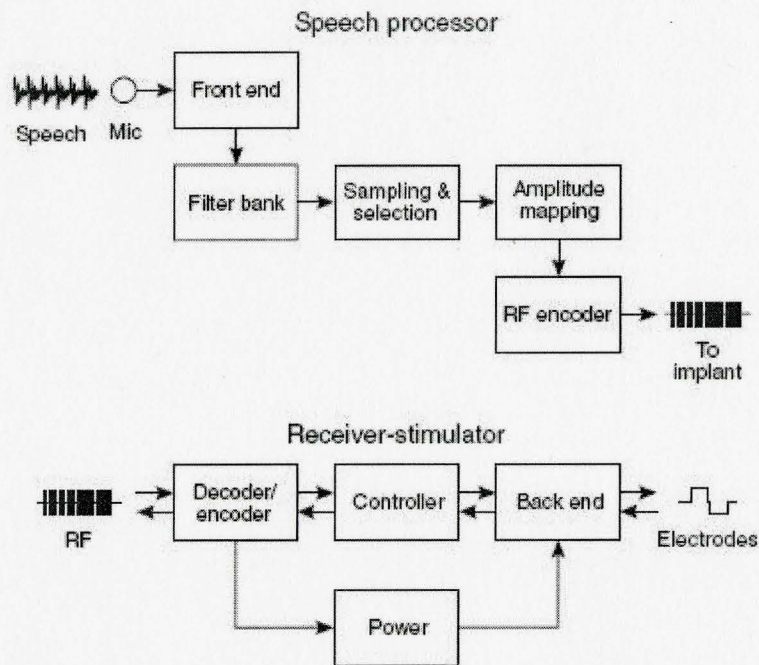 Speech processor
Speech
Mic
Front end
Filter bank
Sampling &
selection
Amplitude
mapping
RF encoder
To
implant
Receiver-stimulator
RF
Decoder/
encoder
Controller
Back end
Electrodes
Power